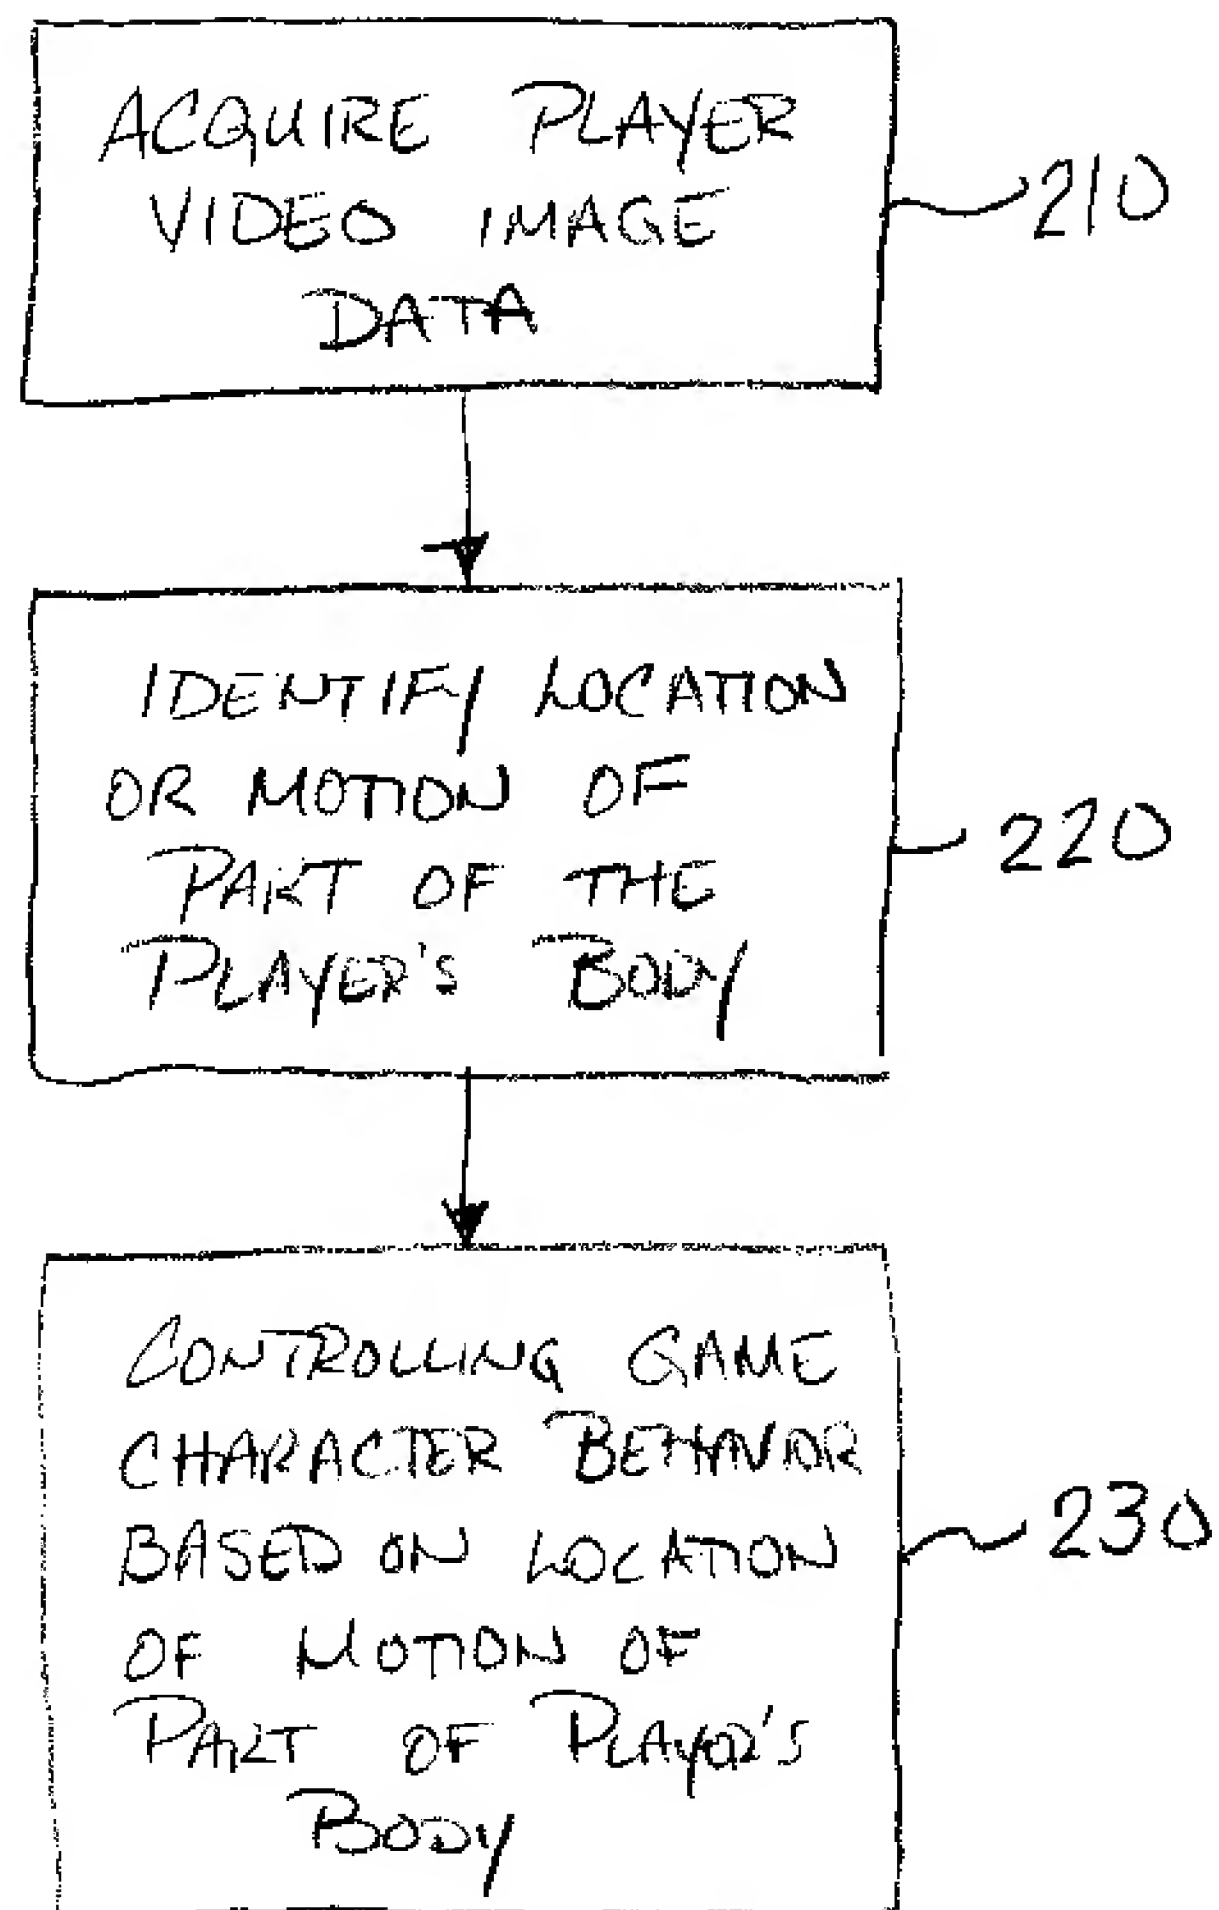 ACQUIRE PLAYER
VIDEO IMAGE
DATA
210
IDENTIFY LOCATION
OR MOTION OF
PART OF THE
PLAYER'S BODY
220
CONTROLLING GAME
CHARACTER BEHAVIOR
BASED ON LOCATION
OF MOTION OF
PART OF PLAYER'S
BODY
230